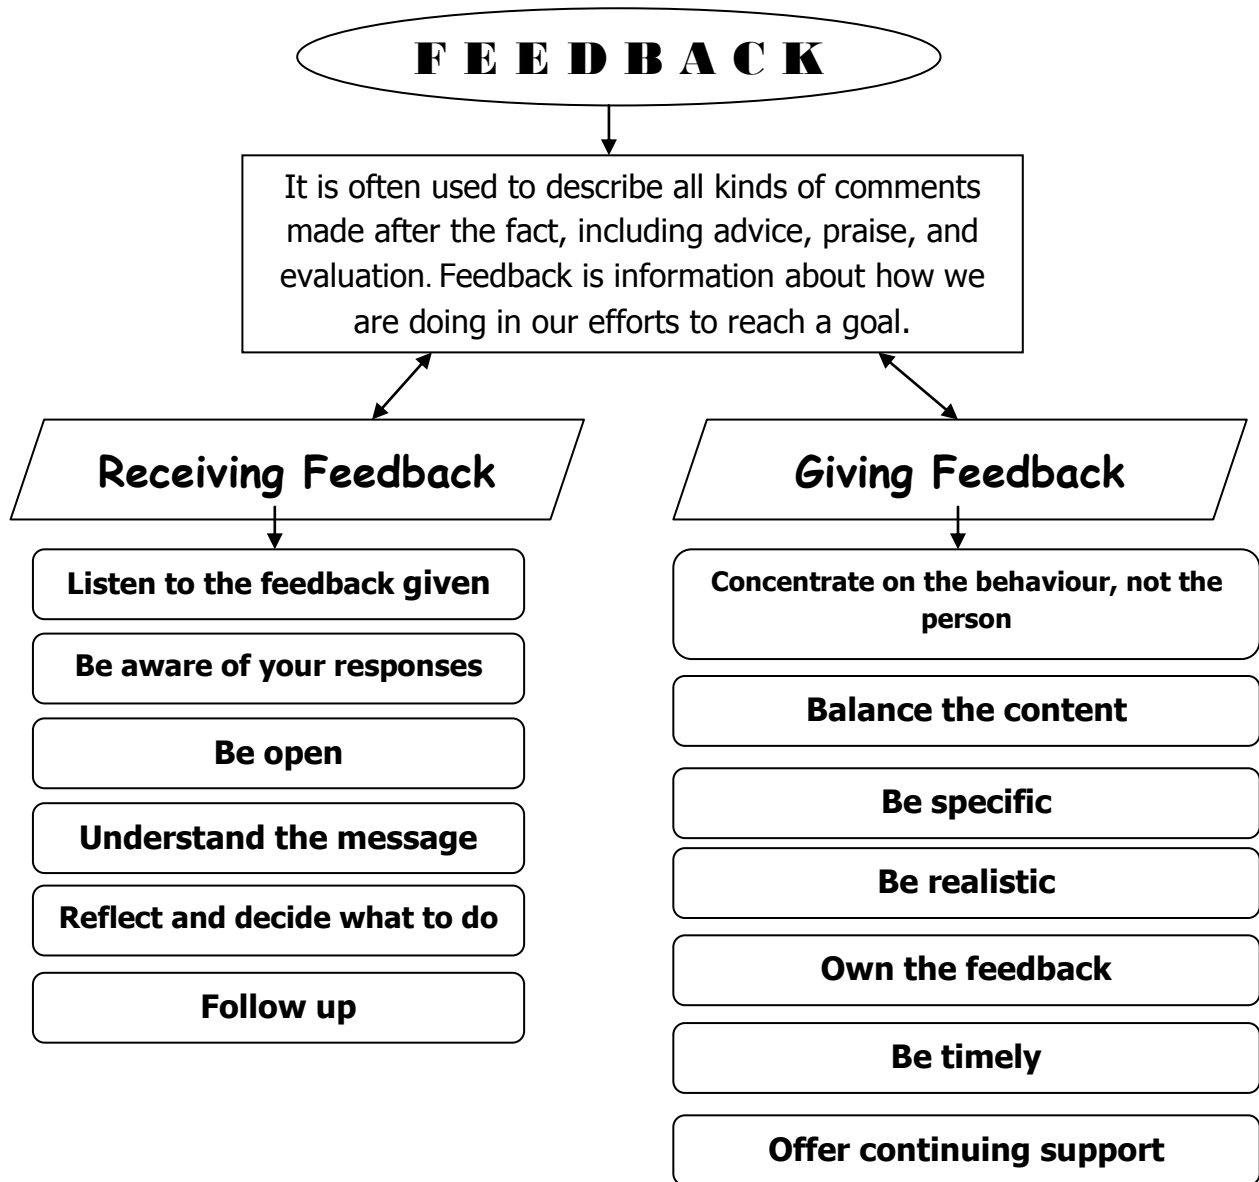 F E E D B A C K
It is often used to describe all kinds of comments
made after the fact, including advice, praise, and
evaluation. Feedback is information about how we
are doing in our efforts to reach a goal.
Receiving Feedback
Listen to the feedback given
Be aware of your responses
Be open
Understand the message
Reflect and decide what to do
Follow up
Giving Feedback
Concentrate on the behaviour, not the
person
Balance the content
Be specific
Be realistic
Own the feedback
Be timely
Offer continuing support